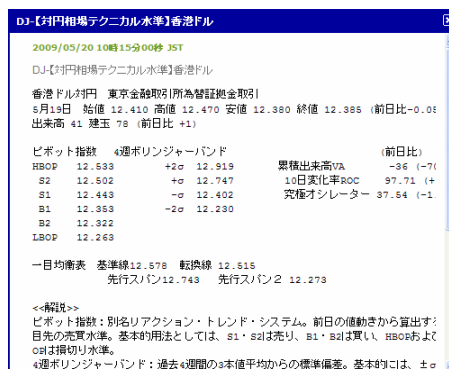 DJ-【対円相場テクニカル水準】香港ドル
2009/05/20 10時15分00秒 JST
DJ-【対円相場テクニカル水準】香港ドル
香港ドル対円 東京金融取引所為替証拠金取引
5月19日 始値 12.410 高値 12.470 安値 12.380 終値 12.385 (前日比-0.05
出来高 41 建玉 78 (前日比 +1)
ピボット指数 4週ボリンジャーバンド (前日比)
HBOP 12.533 +2σ 12.919 累積出来高VA -36 (-70
S2 12.502 +σ 12.747 10日変化率ROC 97.71 (+
S1 12.443 -σ 12.402 究極オシレーター 37.54 (-1.
B1 12.353 -2σ 12.230
B2 12.322
LBOP 12.263
一目均衡表 基準線12.578 転換線 12.515
先行スパン12.743 先行スパン2 12.273
<<解説>>
ピボット指数:別名リアクション・トレンド・システム。前日の値動きから算出す
目先の売買水準。基本的用法としては、S1・S2は売り、B1・B2は買い、HBOPおよび
OPは損切り水準。
4週ボリンジャーバンド:過去4週間の3本値平均からの標準偏差。基本的には、±σ